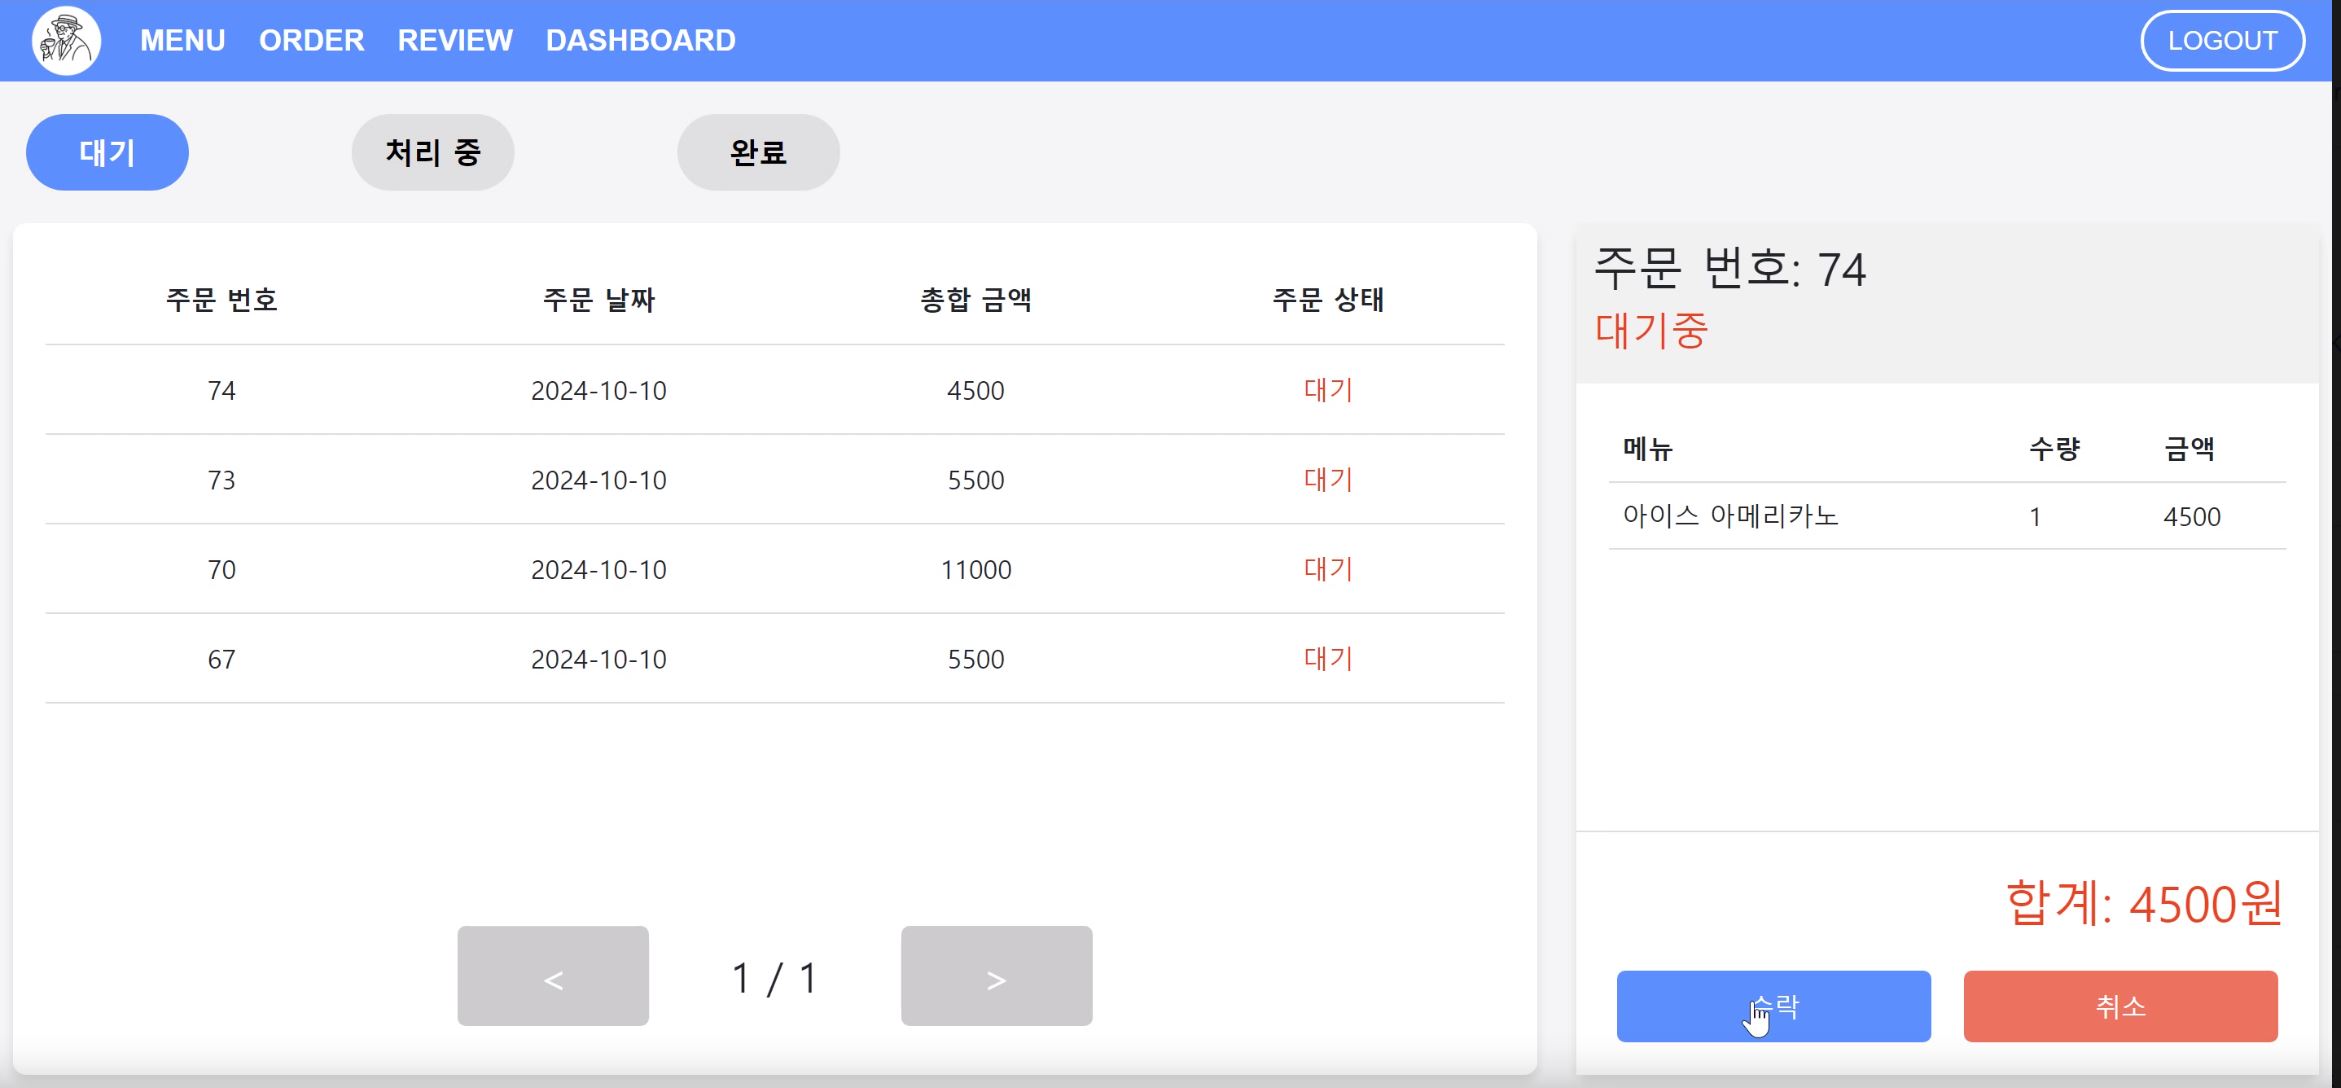 MENU ORDER REVIEW DASHBOARD LOGOUT
대기 처리 중 완료
주문 번호 주문 날짜 총합 금액 주문 상태
74 2024-10-10 4500 대기
73 2024-10-10 5500 대기
70 2024-10-10 11000 대기
67 2024-10-10 5500 대기
< 1 / 1 >
주문 번호: 74
대기중
메뉴 수량 금액
아이스 아메리카노 1 4500
합계: 4500원
수락 취소